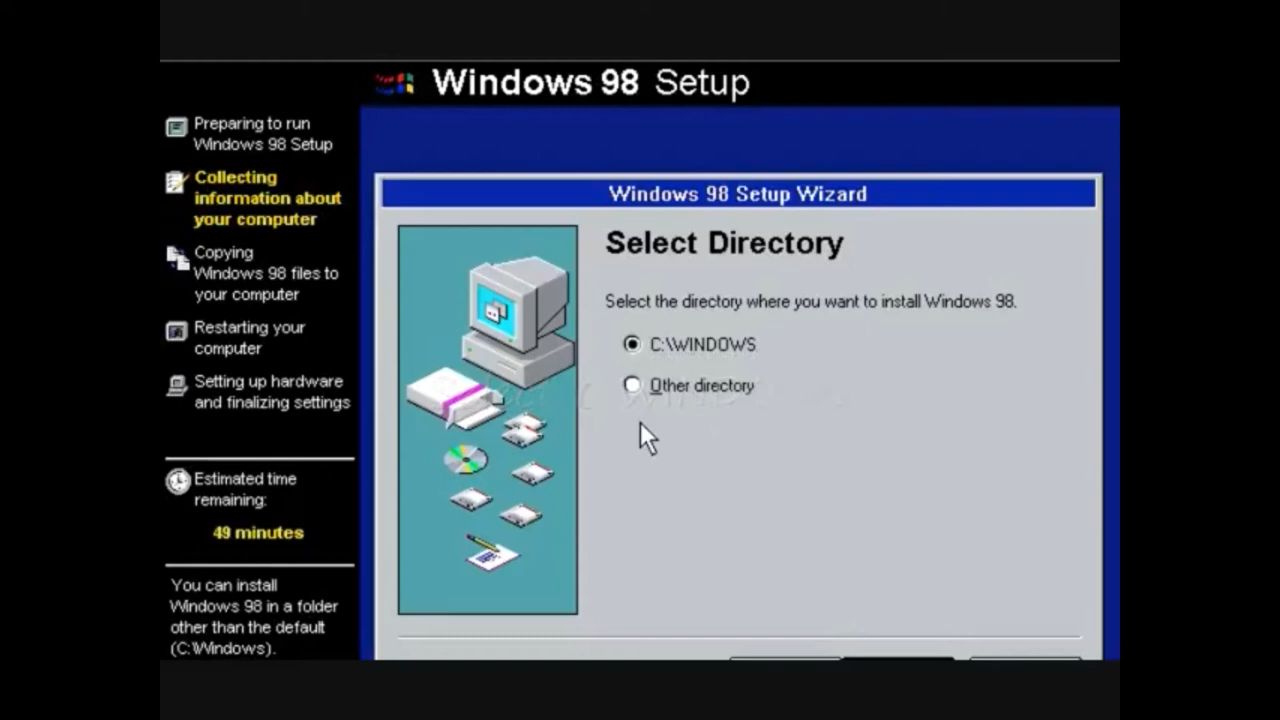 Windows 98 Setup
Preparing to run
Windows 98 Setup
Collecting
information about
your computer
Copying
Windows 98 files to
your computer
Restarting your
computer
Setting up hardware
and finalizing settings
Estimated time
remaining:
49 minutes
You can install
Windows 98 in a folder
other than the default
(C:\Windows).
Windows 98 Setup Wizard
Select Directory
Select the directory where you want to install Windows 98.
C:\WINDOWS
Other directory